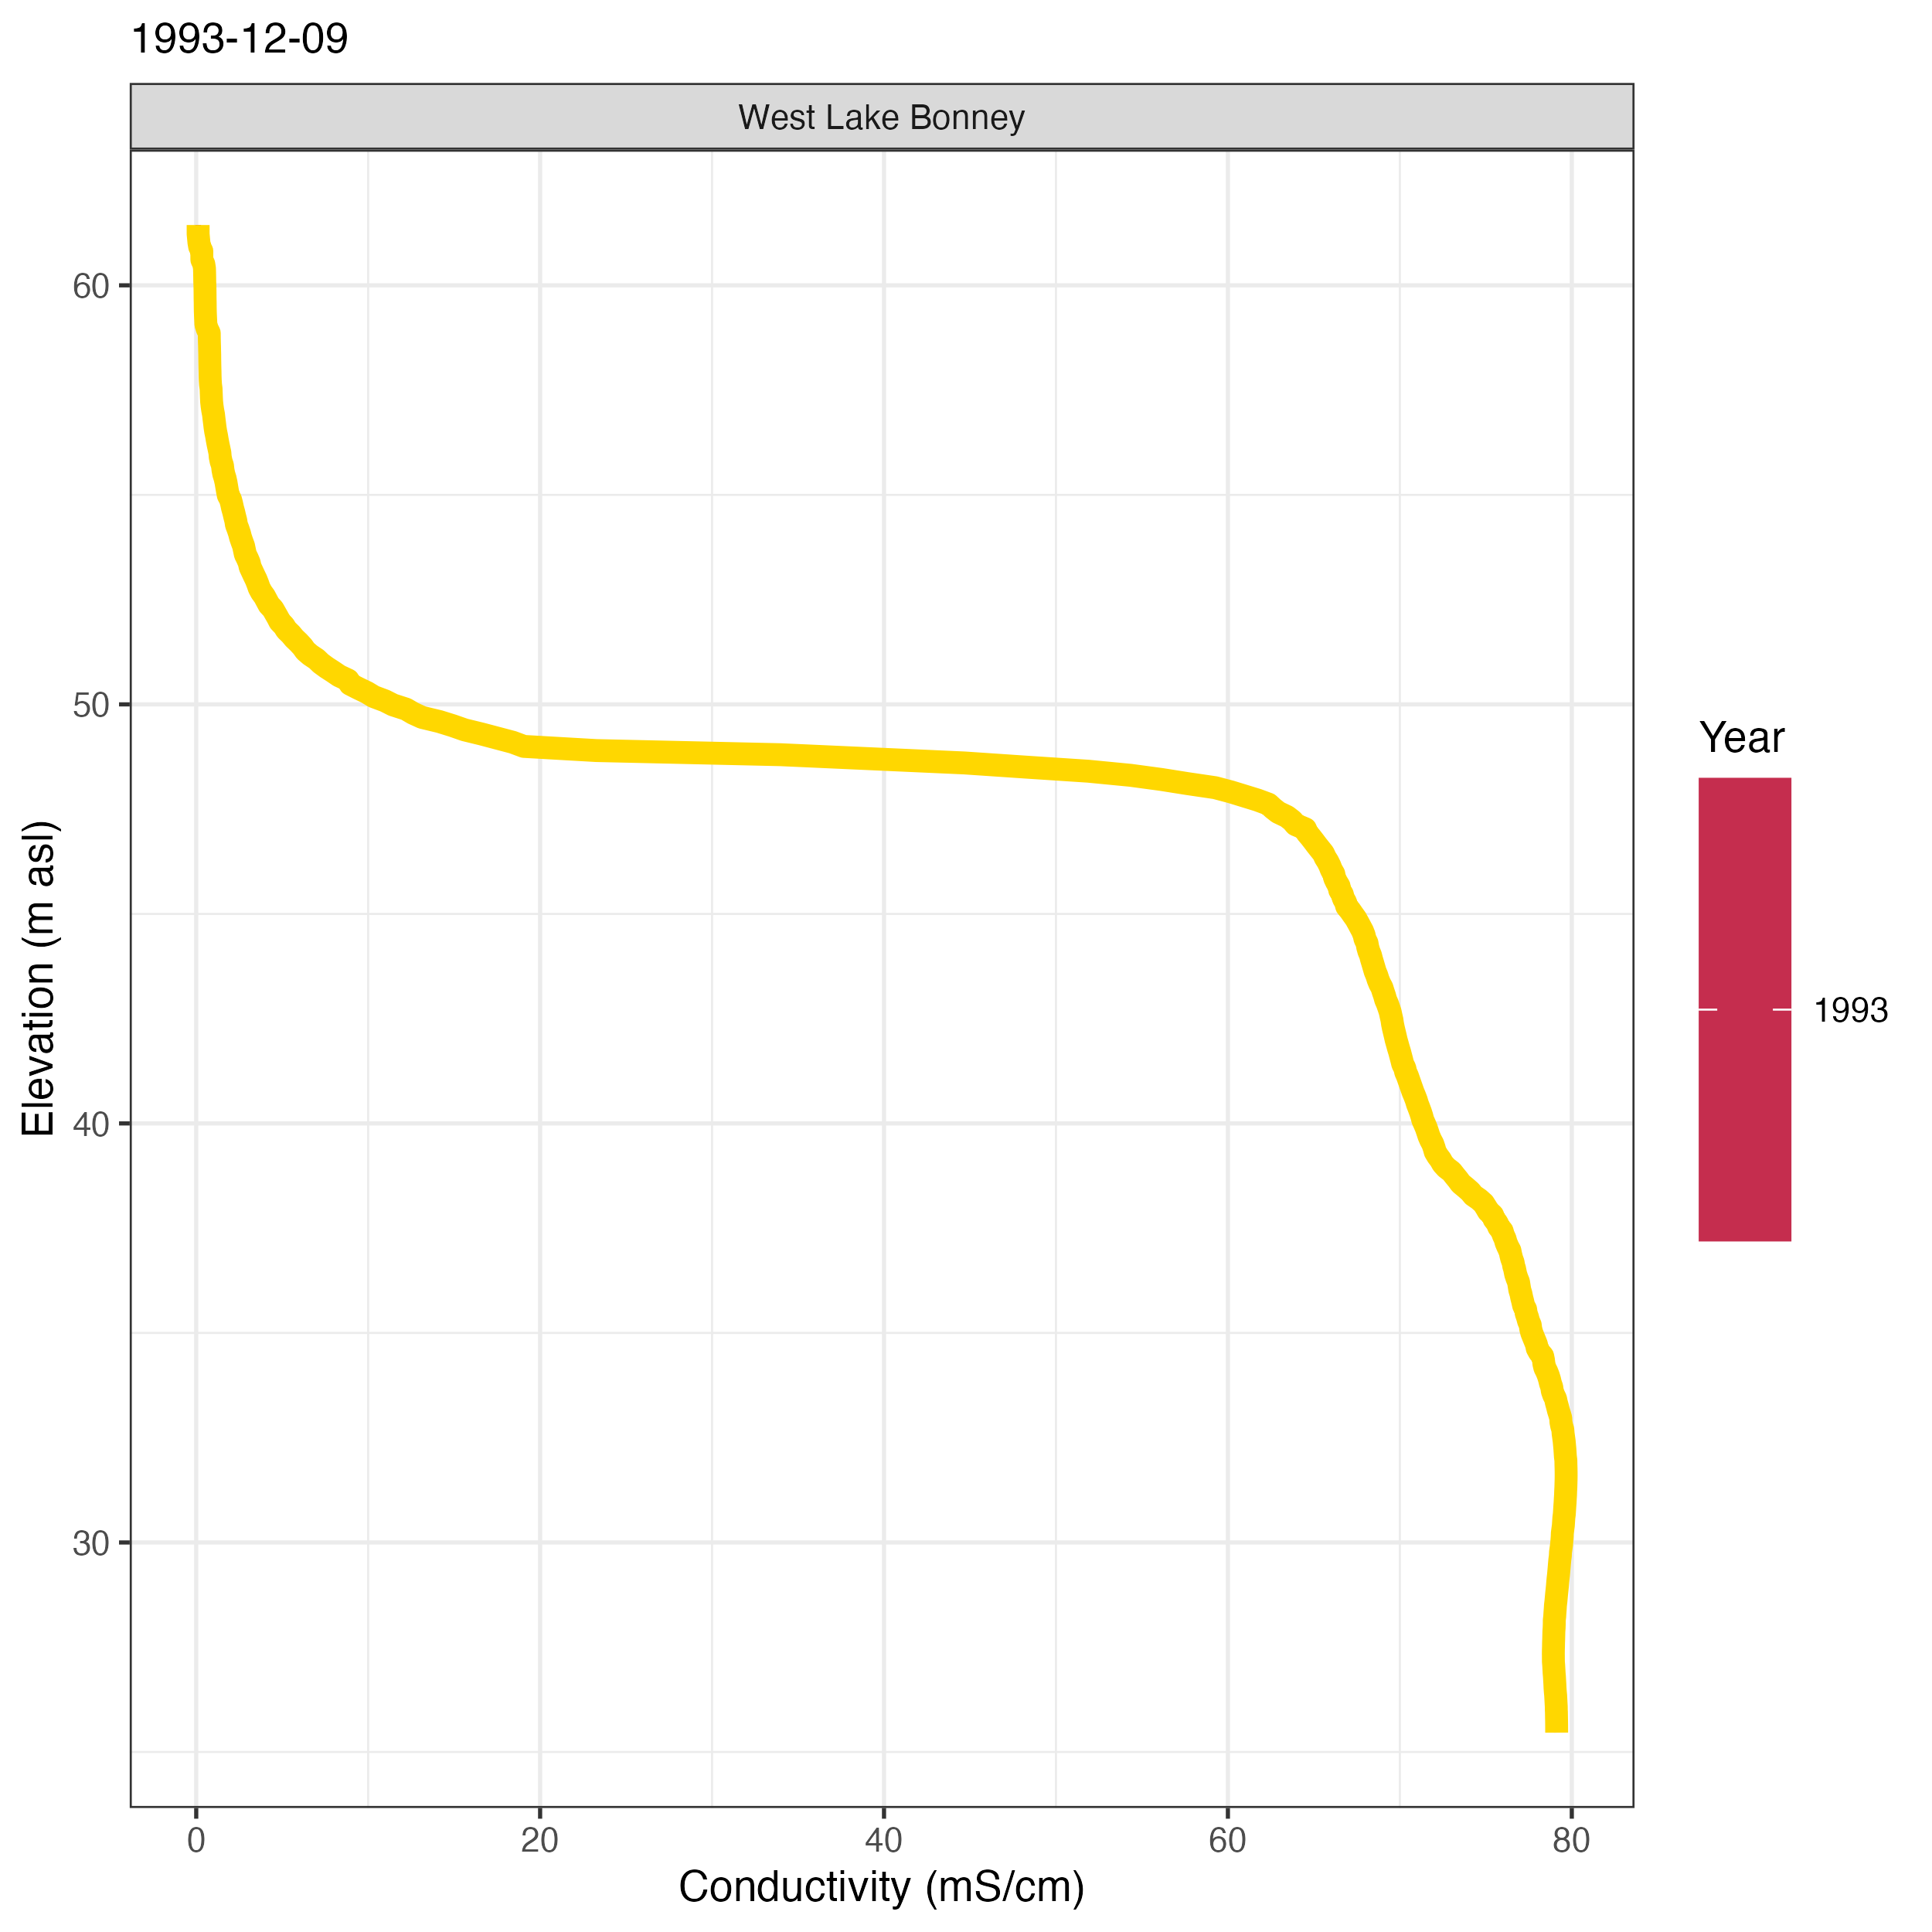 1993-12-09
West Lake Bonney
60
50
40
30
Elevation (m asl)
0 20 40 60 80
Conductivity (mS/cm)
Year
1993